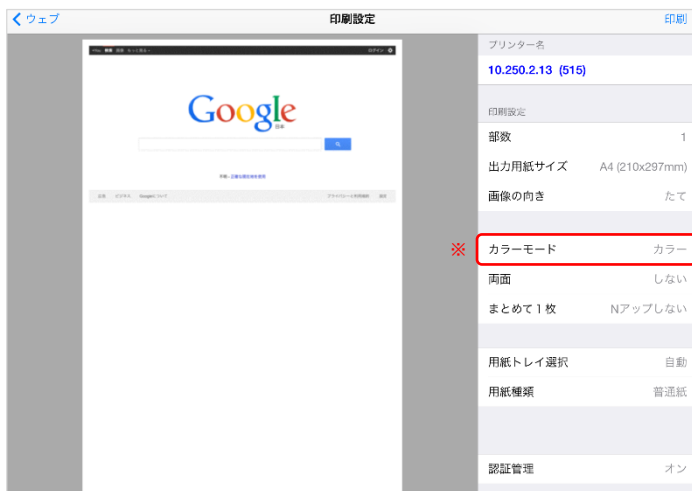 ウェブ
印刷設定
印刷
プリンター名
10.250.2.13 (515)
印刷設定
部数 1
出力用紙サイズ A4 (210x297mm)
画像の向き たて
※ カラーモード カラー
両面 しない
まとめて1枚 Nアップしない
用紙トレイ選択 自動
用紙種類 普通紙
認証管理 オン
ログイン
Google
日本